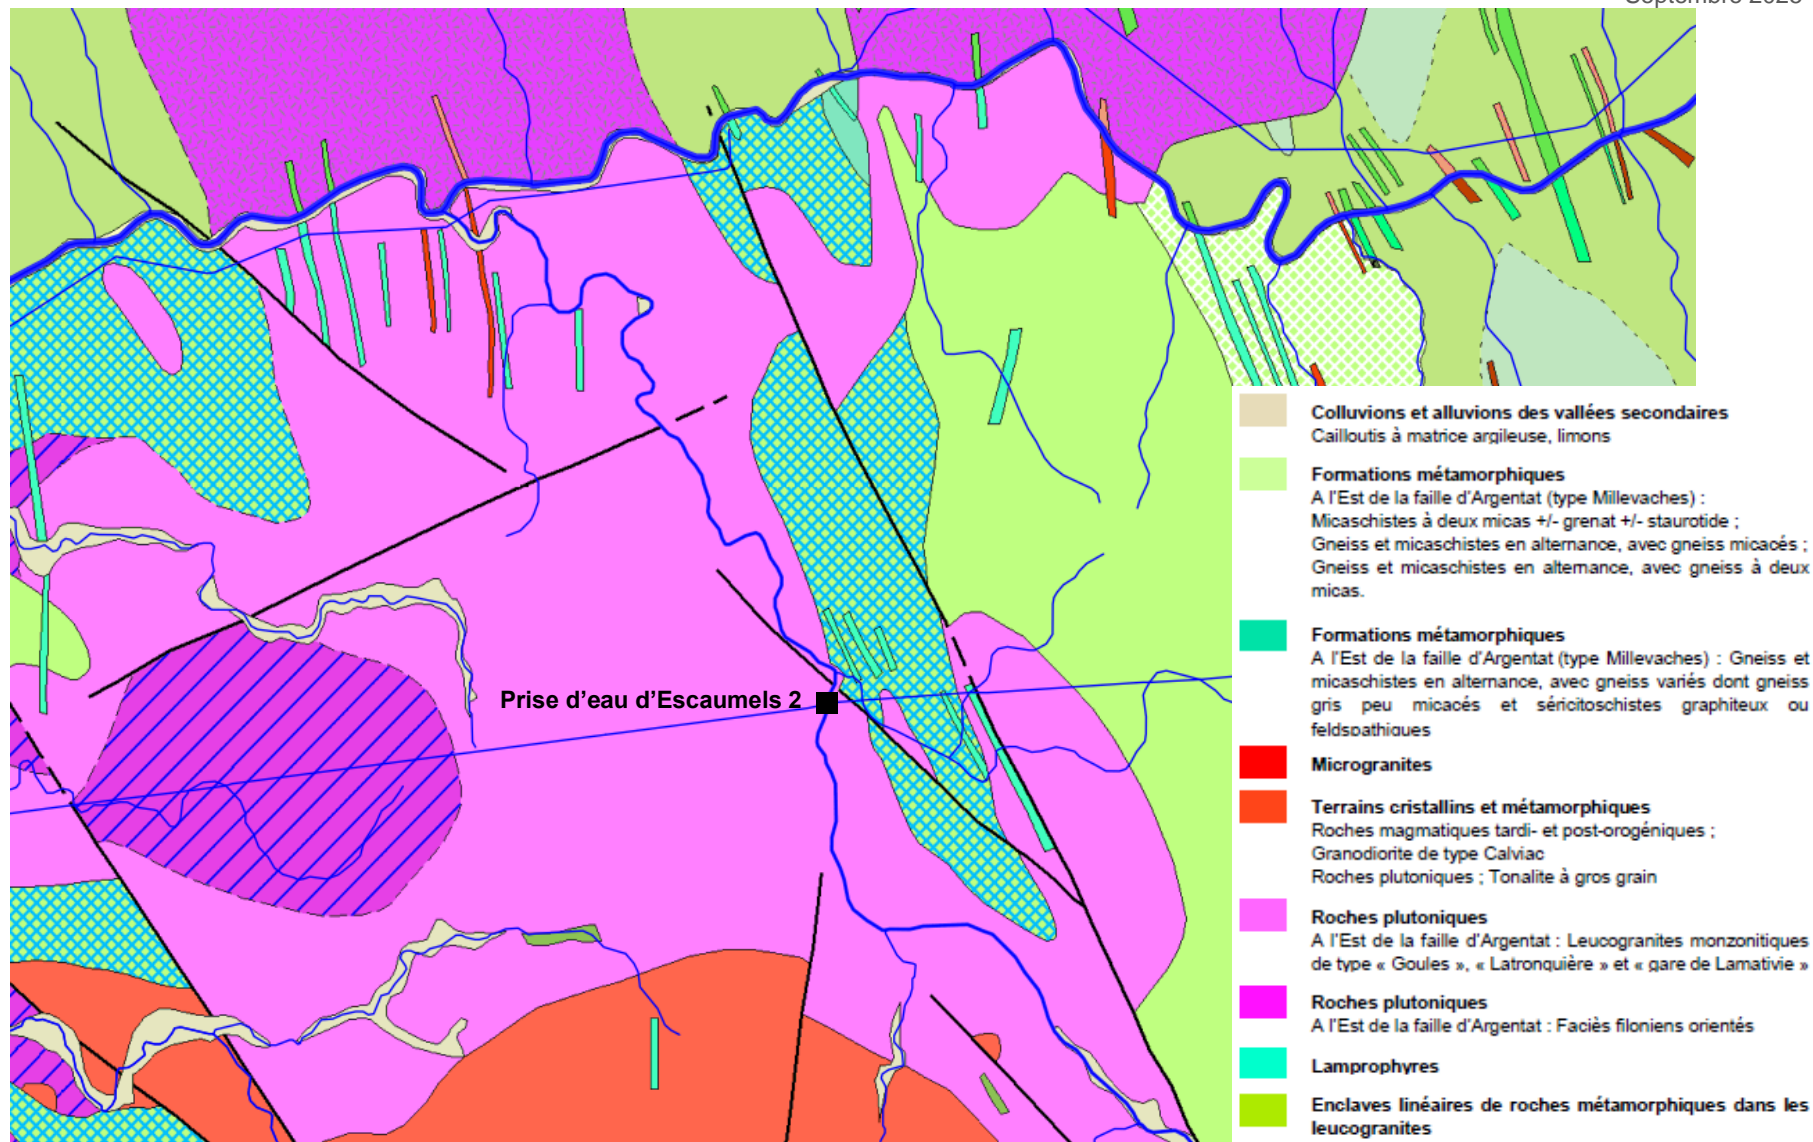 Septembre 2023
Prise d'eau d'Escaumels 2
Colluvions et alluvions des vallées secondaires
Cailloutis à matrice argileuse, limons
Formations métamorphiques
A l'Est de la faille d'Argentat (type Millevaches) :
Micaschistes à deux micas +/- grenat +/- staurotide ;
Gneiss et micaschistes en alternance, avec gneiss micacés ;
Gneiss et micaschistes en alternance, avec gneiss à deux
micas.
Formations métamorphiques
A l'Est de la faille d'Argentat (type Millevaches) : Gneiss et
micaschistes en alternance, avec gneiss variés dont gneiss
gris peu micacés et séricitoschistes graphiteux ou
feldspathiques
Microgranites
Terrains cristallins et métamorphiques
Roches magmatiques tardi- et post-orogéniques ;
Granodiorite de type Calviac
Roches plutoniques ; Tonalite à gros grain
Roches plutoniques
A l'Est de la faille d'Argentat : Leucogranites monzonitiques
de type « Goules », « Latronquière » et « gare de Lamativie »
Roches plutoniques
A l'Est de la faille d'Argentat : Faciès filoniens orientés
Lamprophyres
Enclaves linéaires de roches métamorphiques dans les
leucogranites